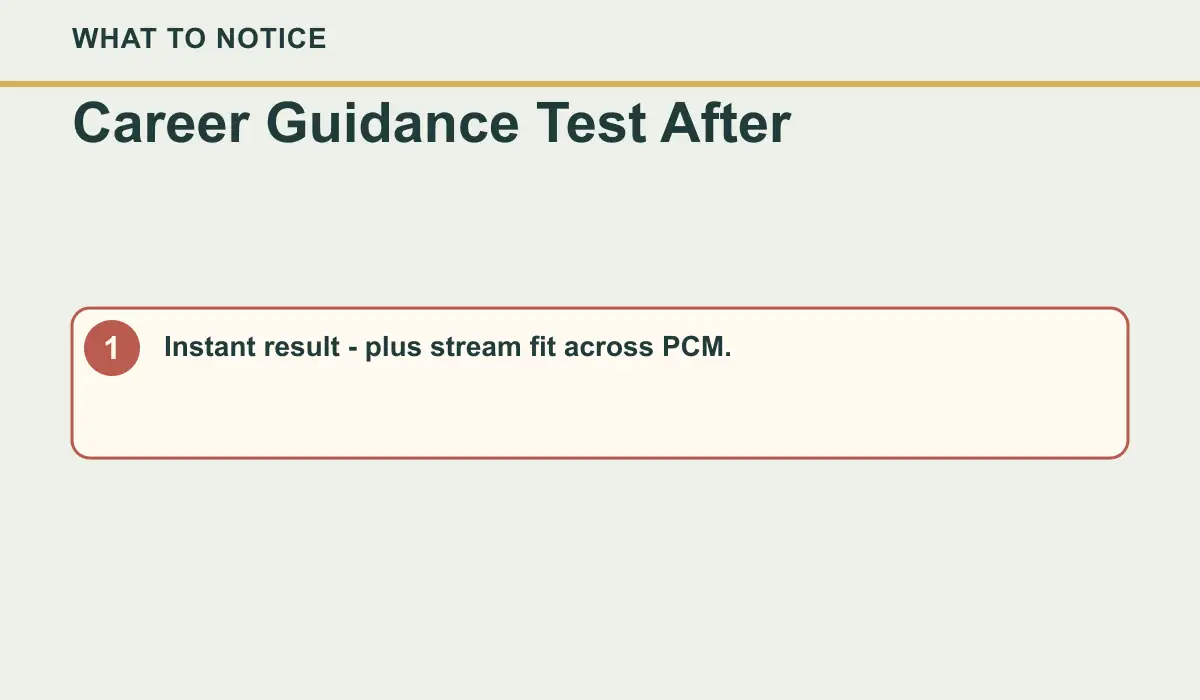 WHAT TO NOTICE
Career Guidance Test After
1
Instant result - plus stream fit across PCM.